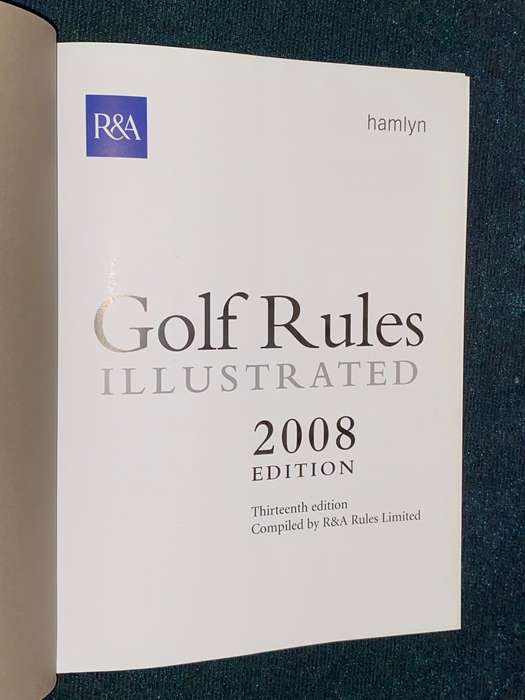 R&A
hamlyn
Golf Rules
ILLUSTRATED
2008
EDITION
Thirteenth edition
Compiled by R&A Rules Limited